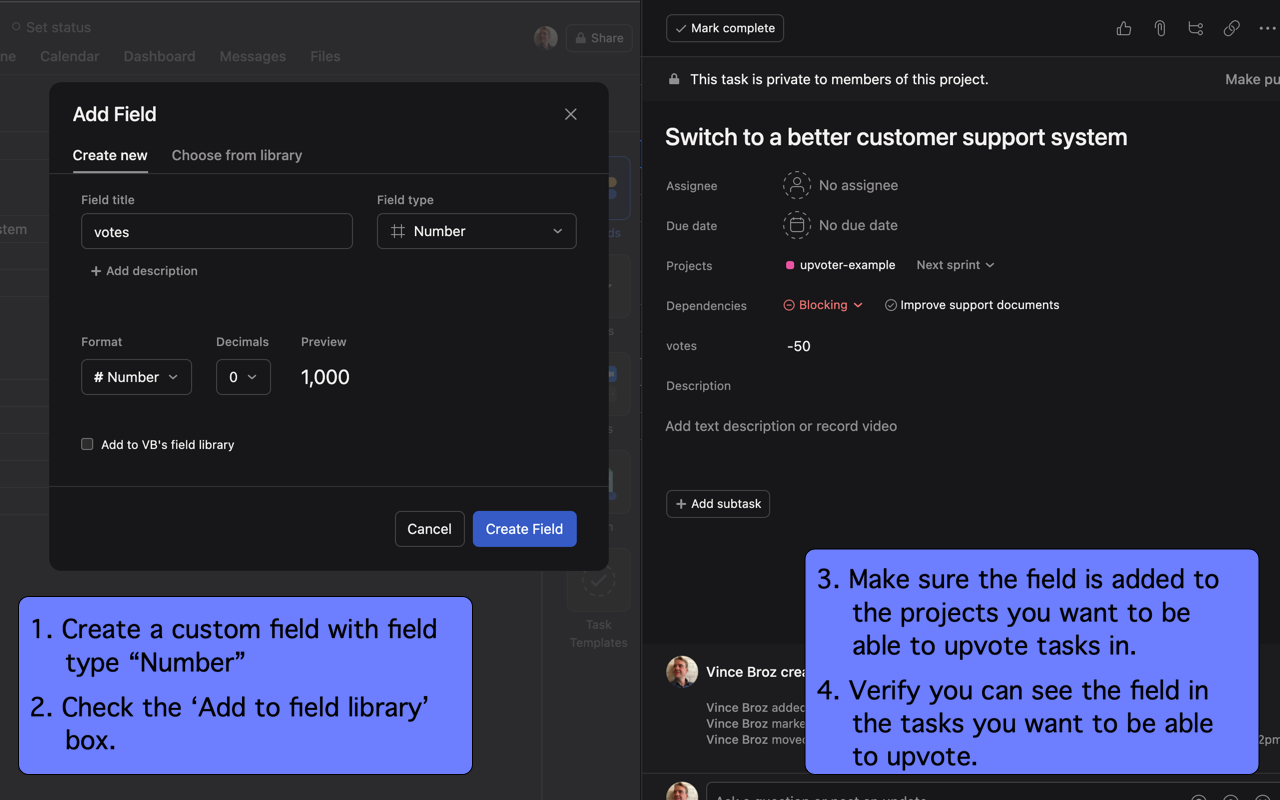 Set status
Share
ne Calendar Dashboard Messages Files
Add Field
Create new Choose from library
Field title Field type
votes Number
+ Add description
Format Decimals Preview
# Number 0 1,000
Add to VB's field library
Cancel Create Field
stem
Task
Templates
1. Create a custom field with field
type “Number”
2. Check the ‘Add to field library’
box.
Mark complete
This task is private to members of this project. Make pu
Switch to a better customer support system
Assignee No assignee
Due date No due date
Projects upvoter-example Next sprint
Dependencies Blocking Improve support documents
votes -50
Description
Add text description or record video
+ Add subtask
Vince Broz crea
Vince Broz added
Vince Broz marke
Vince Broz moved 2pm
3. Make sure the field is added to
the projects you want to be
able to upvote tasks in.
4. Verify you can see the field in
the tasks you want to be able
to upvote.